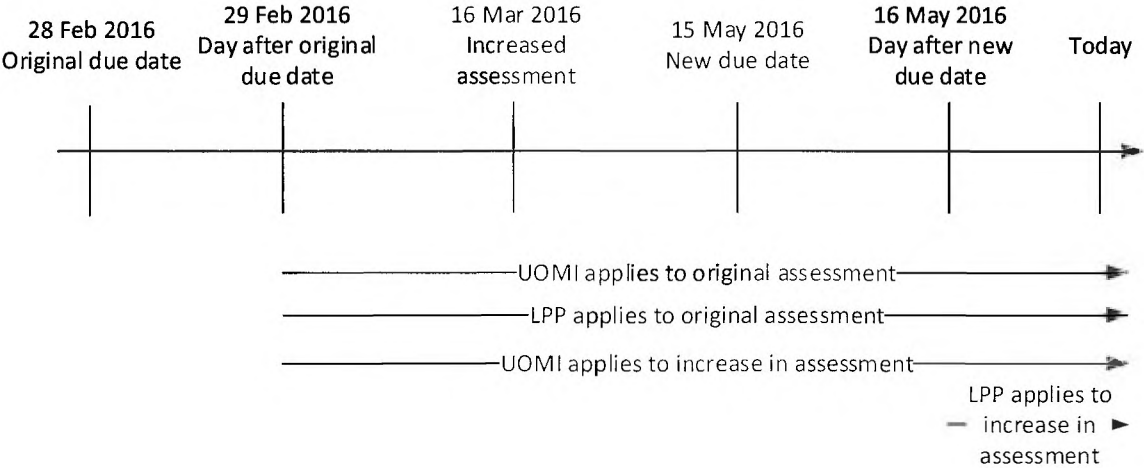 28 Feb 2016
Original due date
29 Feb 2016
Day after original
due date
16 Mar 2016
Increased
assessment
15 May 2016
New due date
16 May 2016
Day after new
due date
Today
UOMI applies to original assessment
LPP applies to original assessment
UOMI applies to increase in assessment
LPP applies to
increase in
assessment